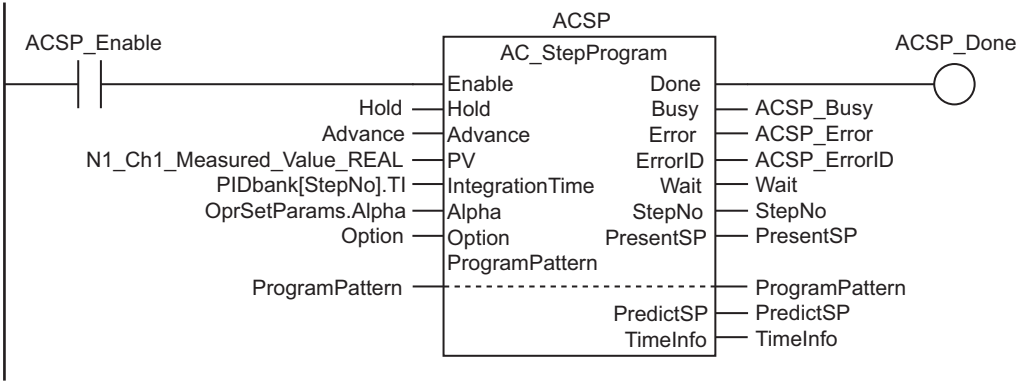 ACSP
ACSP_Enable AC_StepProgram ACSP_Done
Enable Done
Hold Hold Busy ACSP_Busy
Advance Advance Error ACSP_Error
N1_Ch1_Measured_Value_REAL PV ErrorID ACSP_ErrorID
PIDbank[StepNo].TI IntegrationTime Wait Wait
OprSetParams.Alpha Alpha StepNo StepNo
Option Option PresentSP PresentSP
ProgramPattern
ProgramPattern ProgramPattern
PredictSP PredictSP
TimeInfo TimeInfo